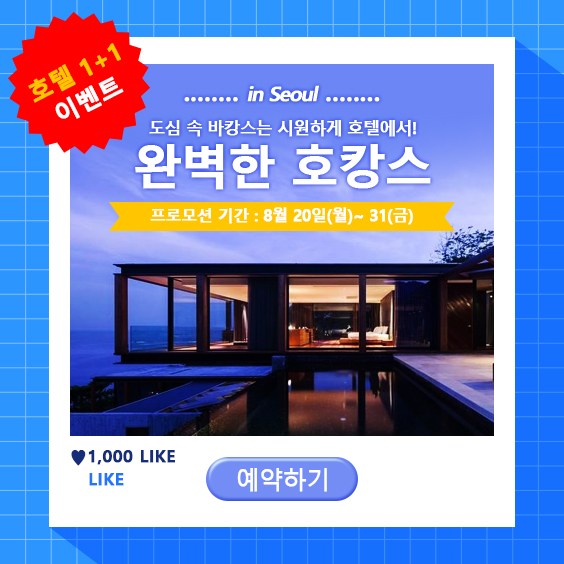 호텔 1+1
이벤트
........ in Seoul ........
도심 속 바캉스는 시원하게 호텔에서!
완벽한 호캉스
프로모션 기간 : 8월 20일(월)~ 31(금)
♥1,000 LIKE
LIKE
예약하기